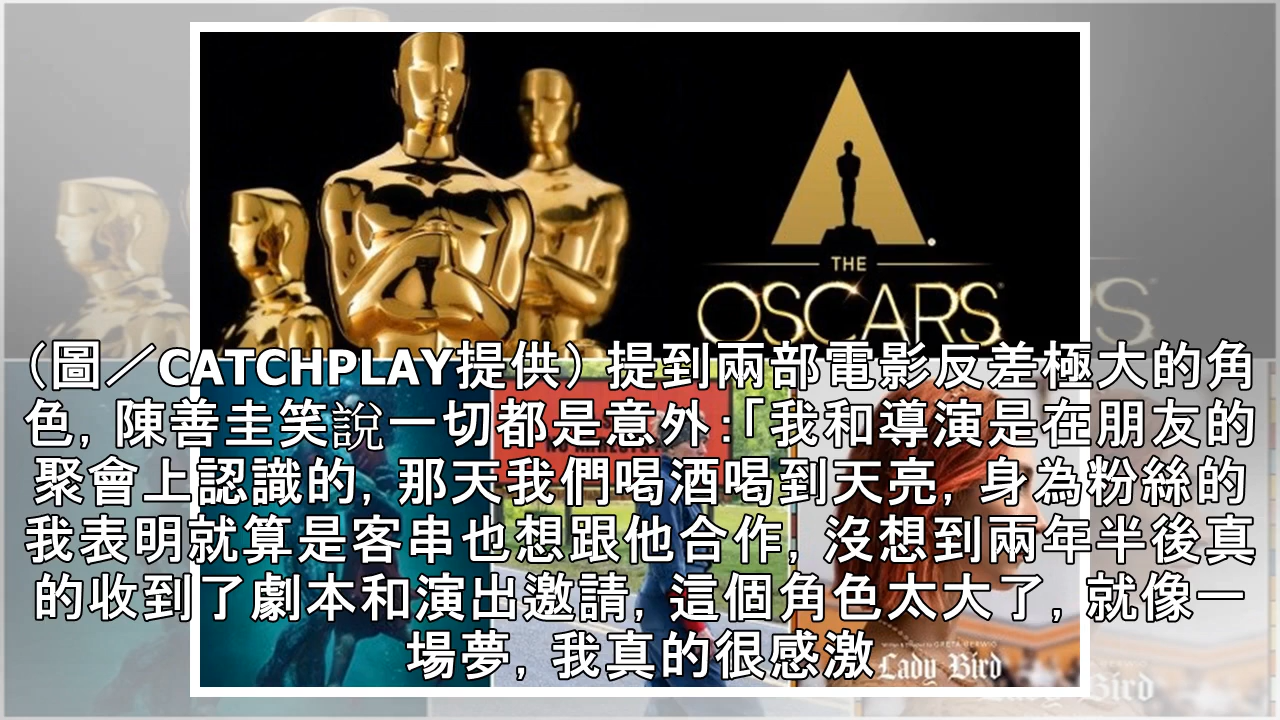 THE
OSCARS
(圖／CATCHPLAY提供) 提到兩部電影反差極大的角
色, 陳善圭笑說一切都是意外:「我和導演是在朋友的
聚會上認識的, 那天我們喝酒喝到天亮, 身為粉絲的
我表明就算是客串也想跟他合作, 沒想到兩年半後真
的收到了劇本和演出邀請, 這個角色太大了, 就像一
場夢, 我真的很感激
GRETA GERWIG
Lady Bird